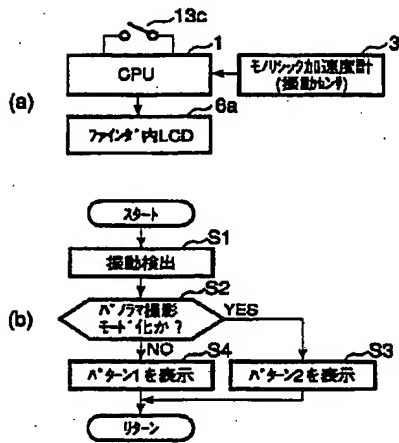 13c
1
CPU
3
モノリシック加速度計
(振動センサ)
(a)
6a
ファインダ内LCD
スタート
S1
振動検出
S2
(b)
パノラマ撮影
モード化か?
YES
NO
S4
S3
パターン1を表示
パターン2を表示
リターン